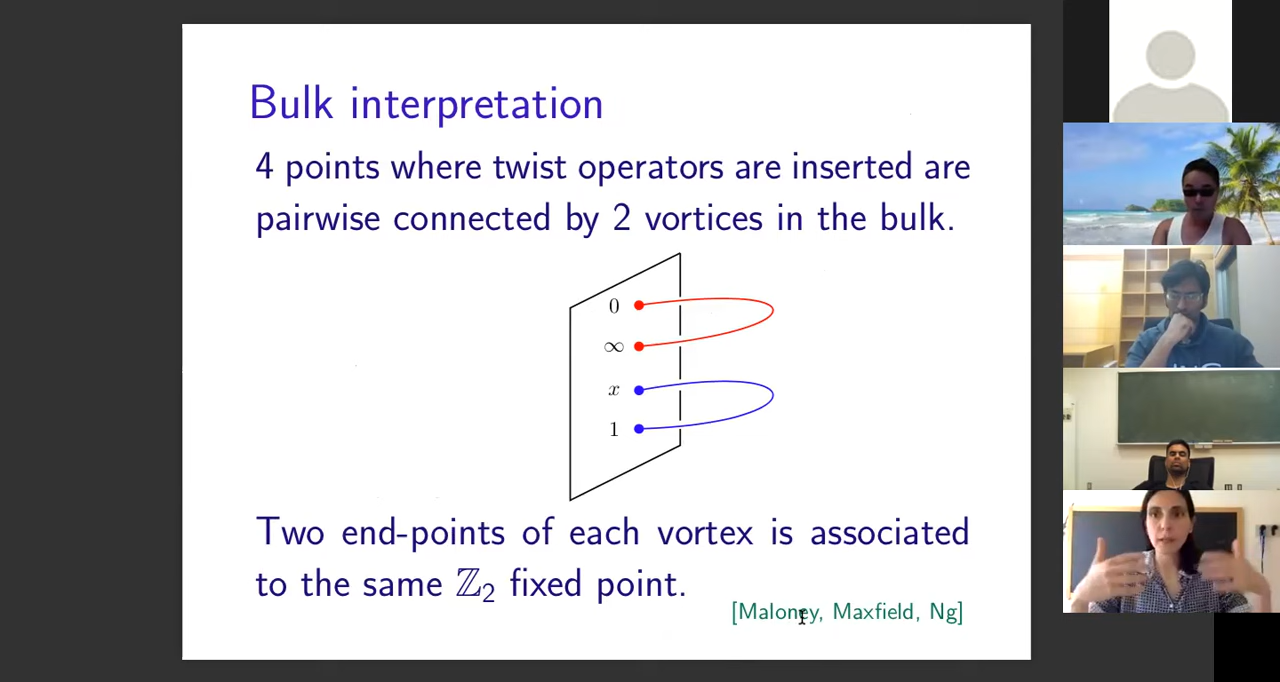 Bulk interpretation
4 points where twist operators are inserted are
pairwise connected by 2 vortices in the bulk.
0
∞
x
1
Two end-points of each vortex is associated
to the same ℤ₂ fixed point.
[Maloney, Maxfield, Ng]